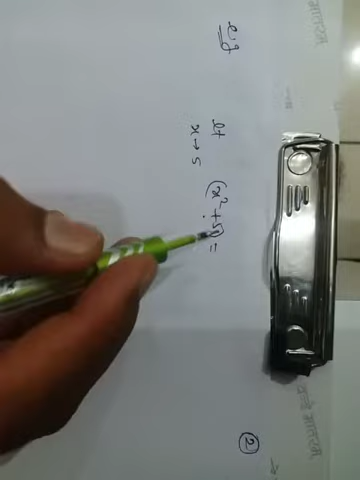 e.g
lt (x²+5) =
x→5
②